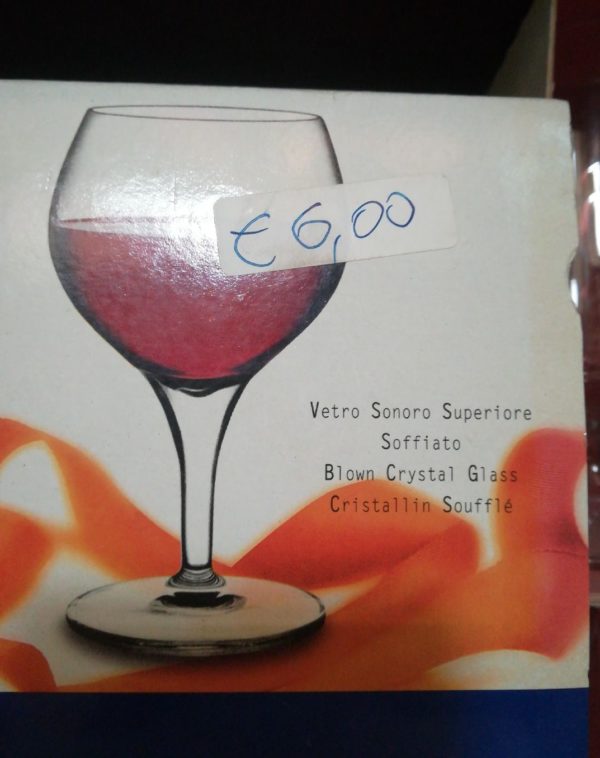 € 6,00
Vetro Sonoro Superiore
Soffiato
Blown Crystal Glass
Cristallin Soufflé